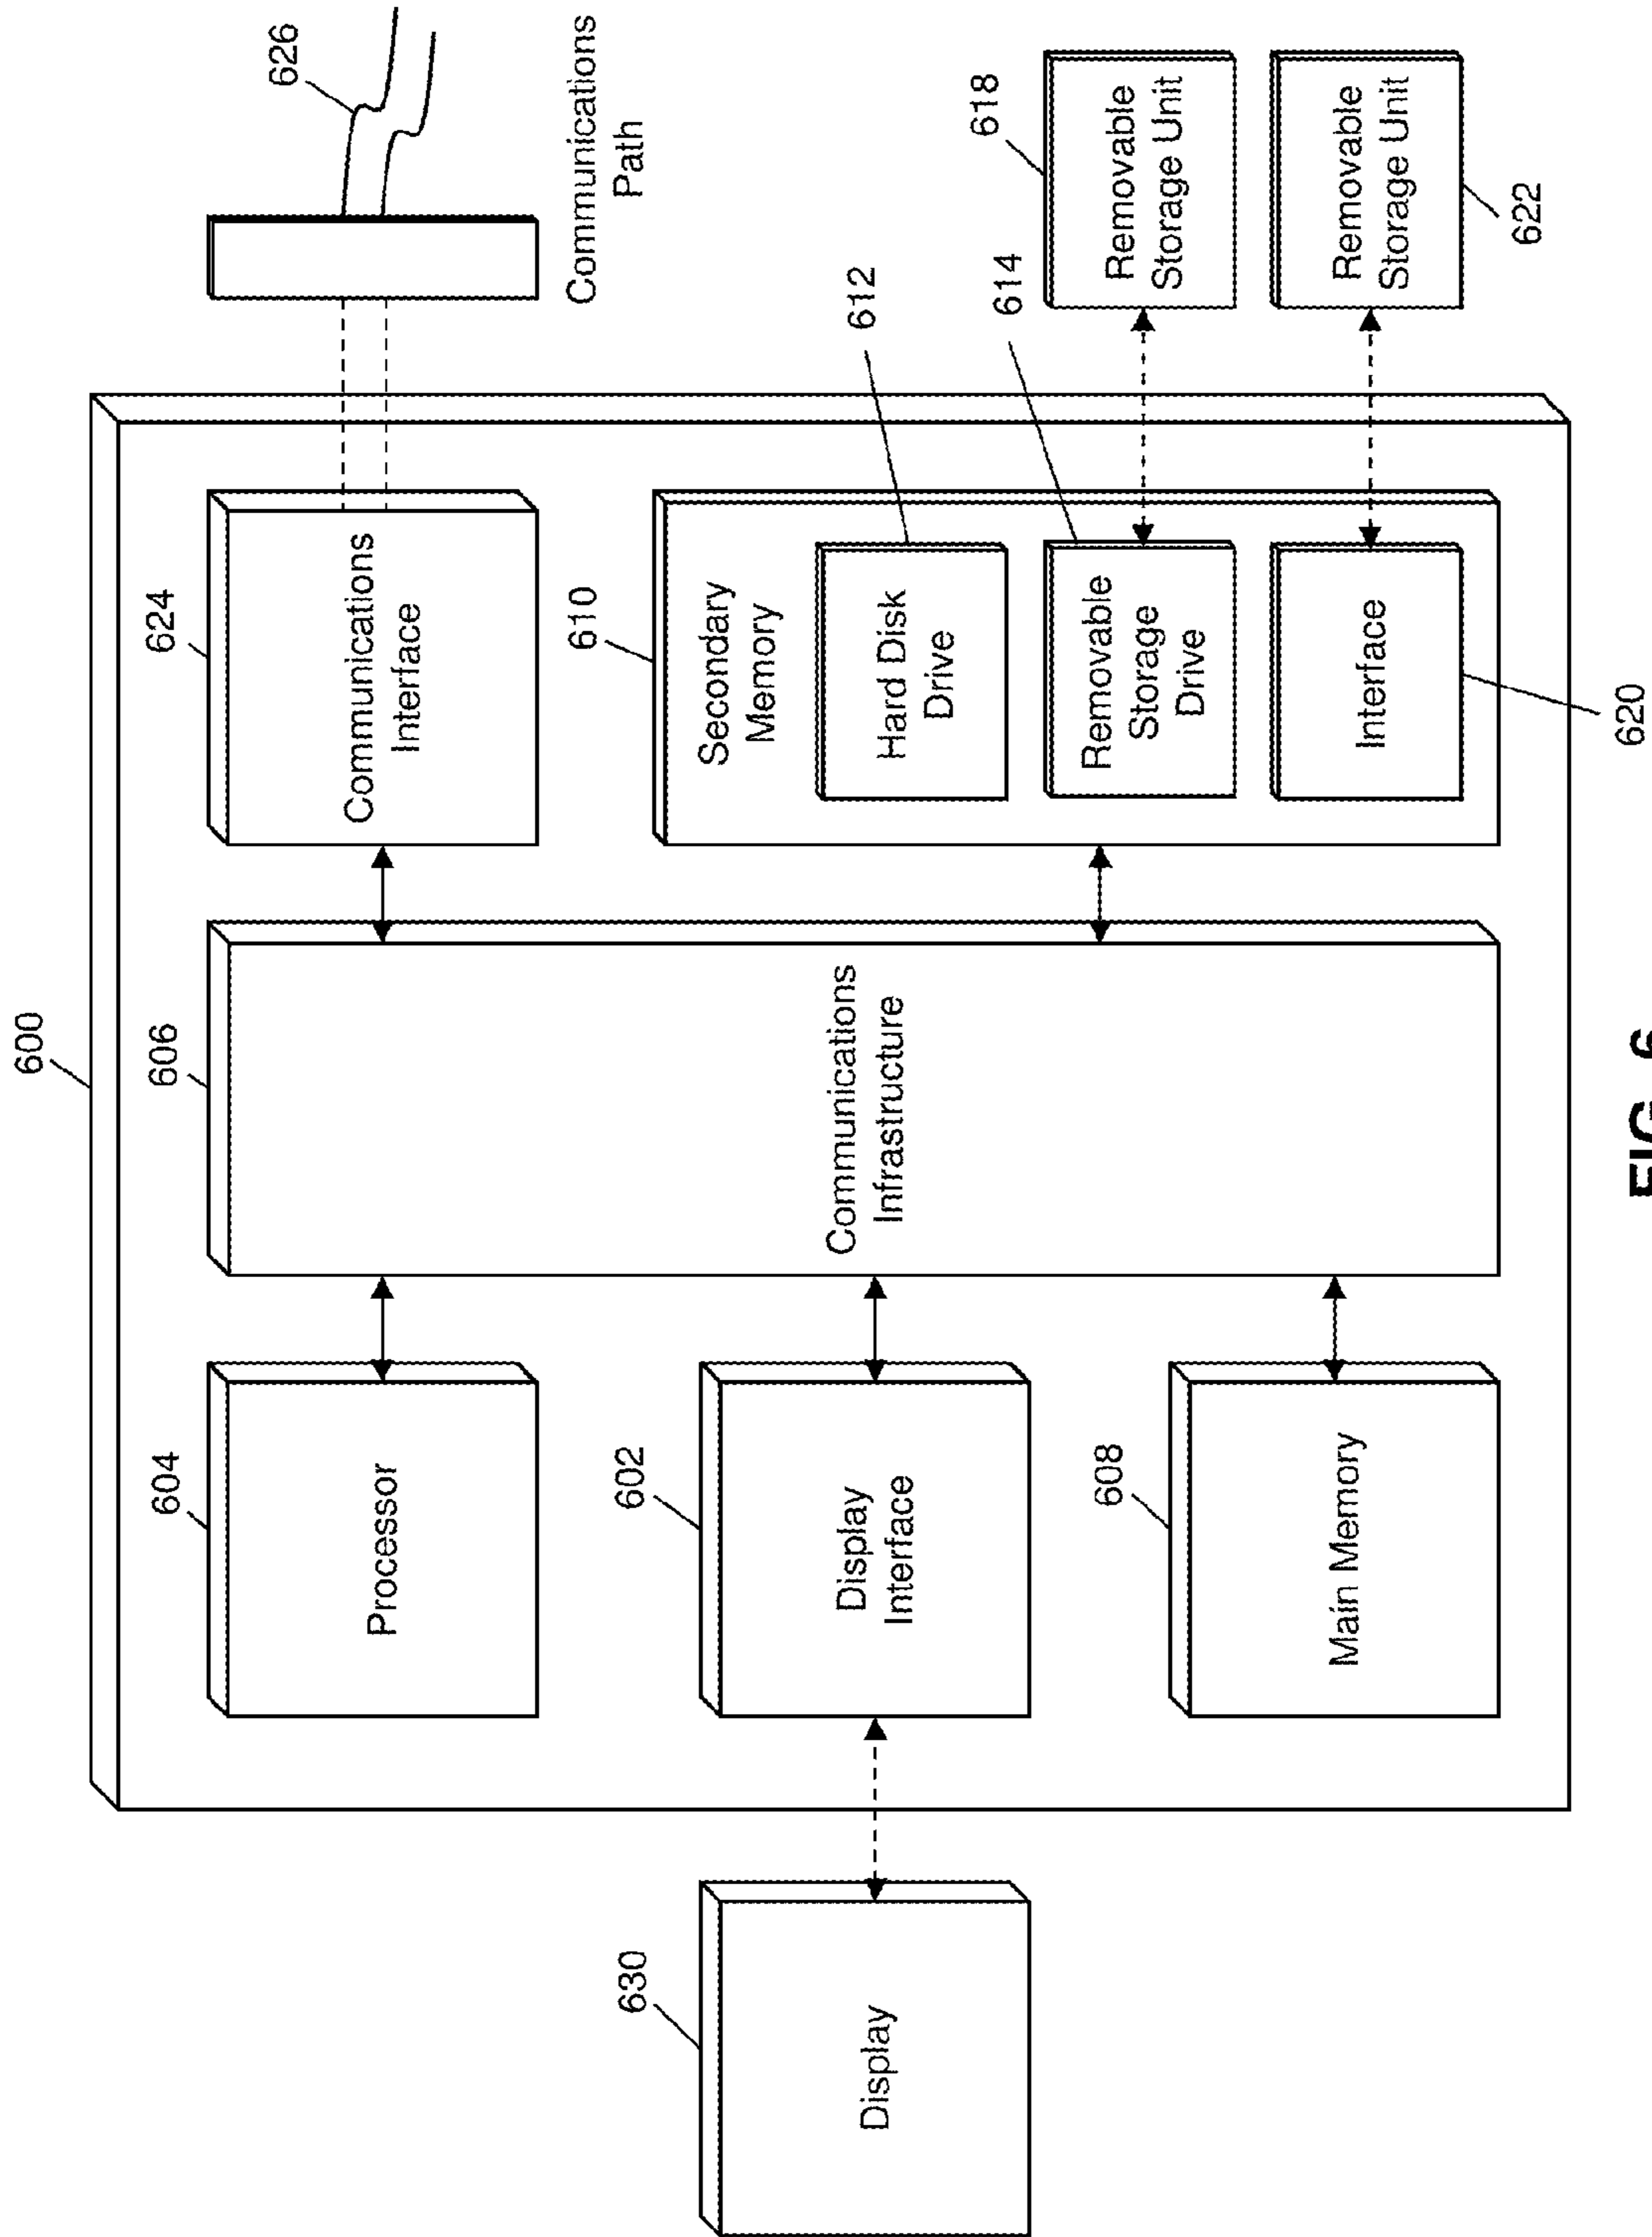 600
604
Processor
606
Communications
Infrastructure
624
Communications
Interface
626
Communications
Path
630
Display
602
Display
Interface
608
Main Memory
610
Secondary
Memory
612
Hard Disk
Drive
614
Removable
Storage
Drive
618
Removable
Storage Unit
620
Interface
622
Removable
Storage Unit
FIG. 6